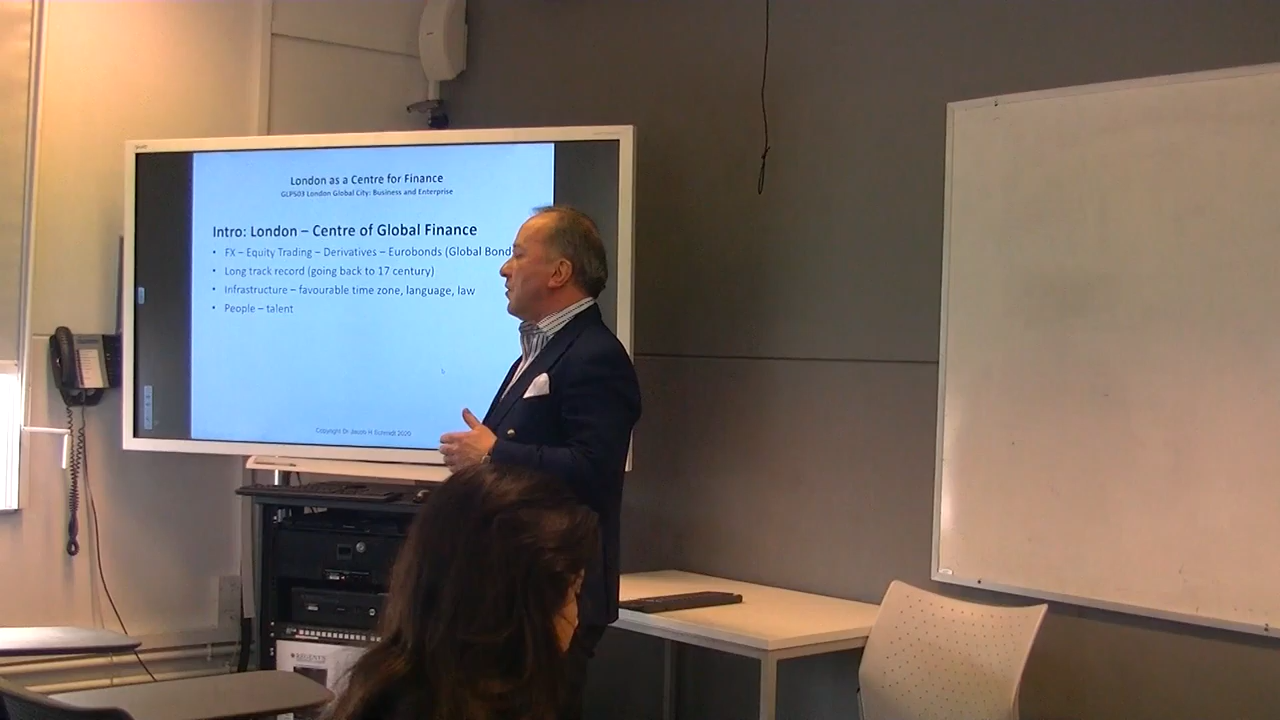 London as a Centre for Finance
GLP503 London Global City: Business and Enterprise
Intro: London – Centre of Global Finance
• FX – Equity Trading – Derivatives – Eurobonds (Global Bond
• Long track record (going back to 17 century)
• Infrastructure – favourable time zone, language, law
• People – talent
Copyright Dr Jacob H Schmidt 2020
REGENT'S